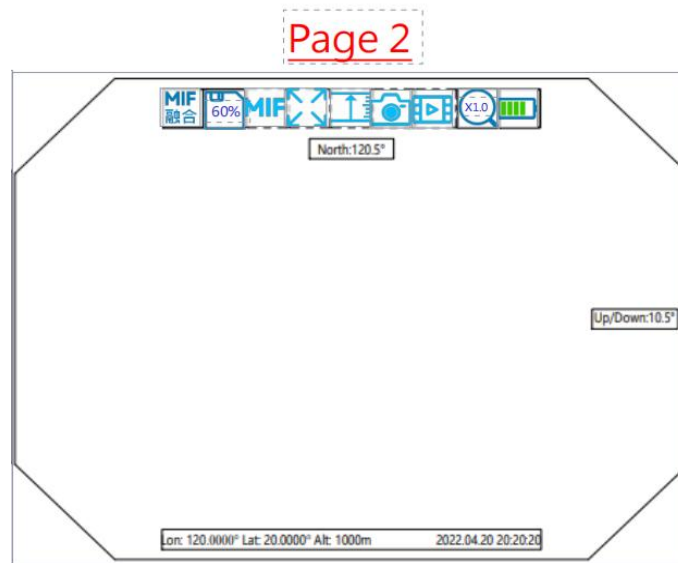 Page 2
MIF 60% MIF X1.0
融合
North:120.5°
Up/Down:10.5°
Lon: 120.0000° Lat: 20.0000° Alt: 1000m 2022.04.20 20:20:20